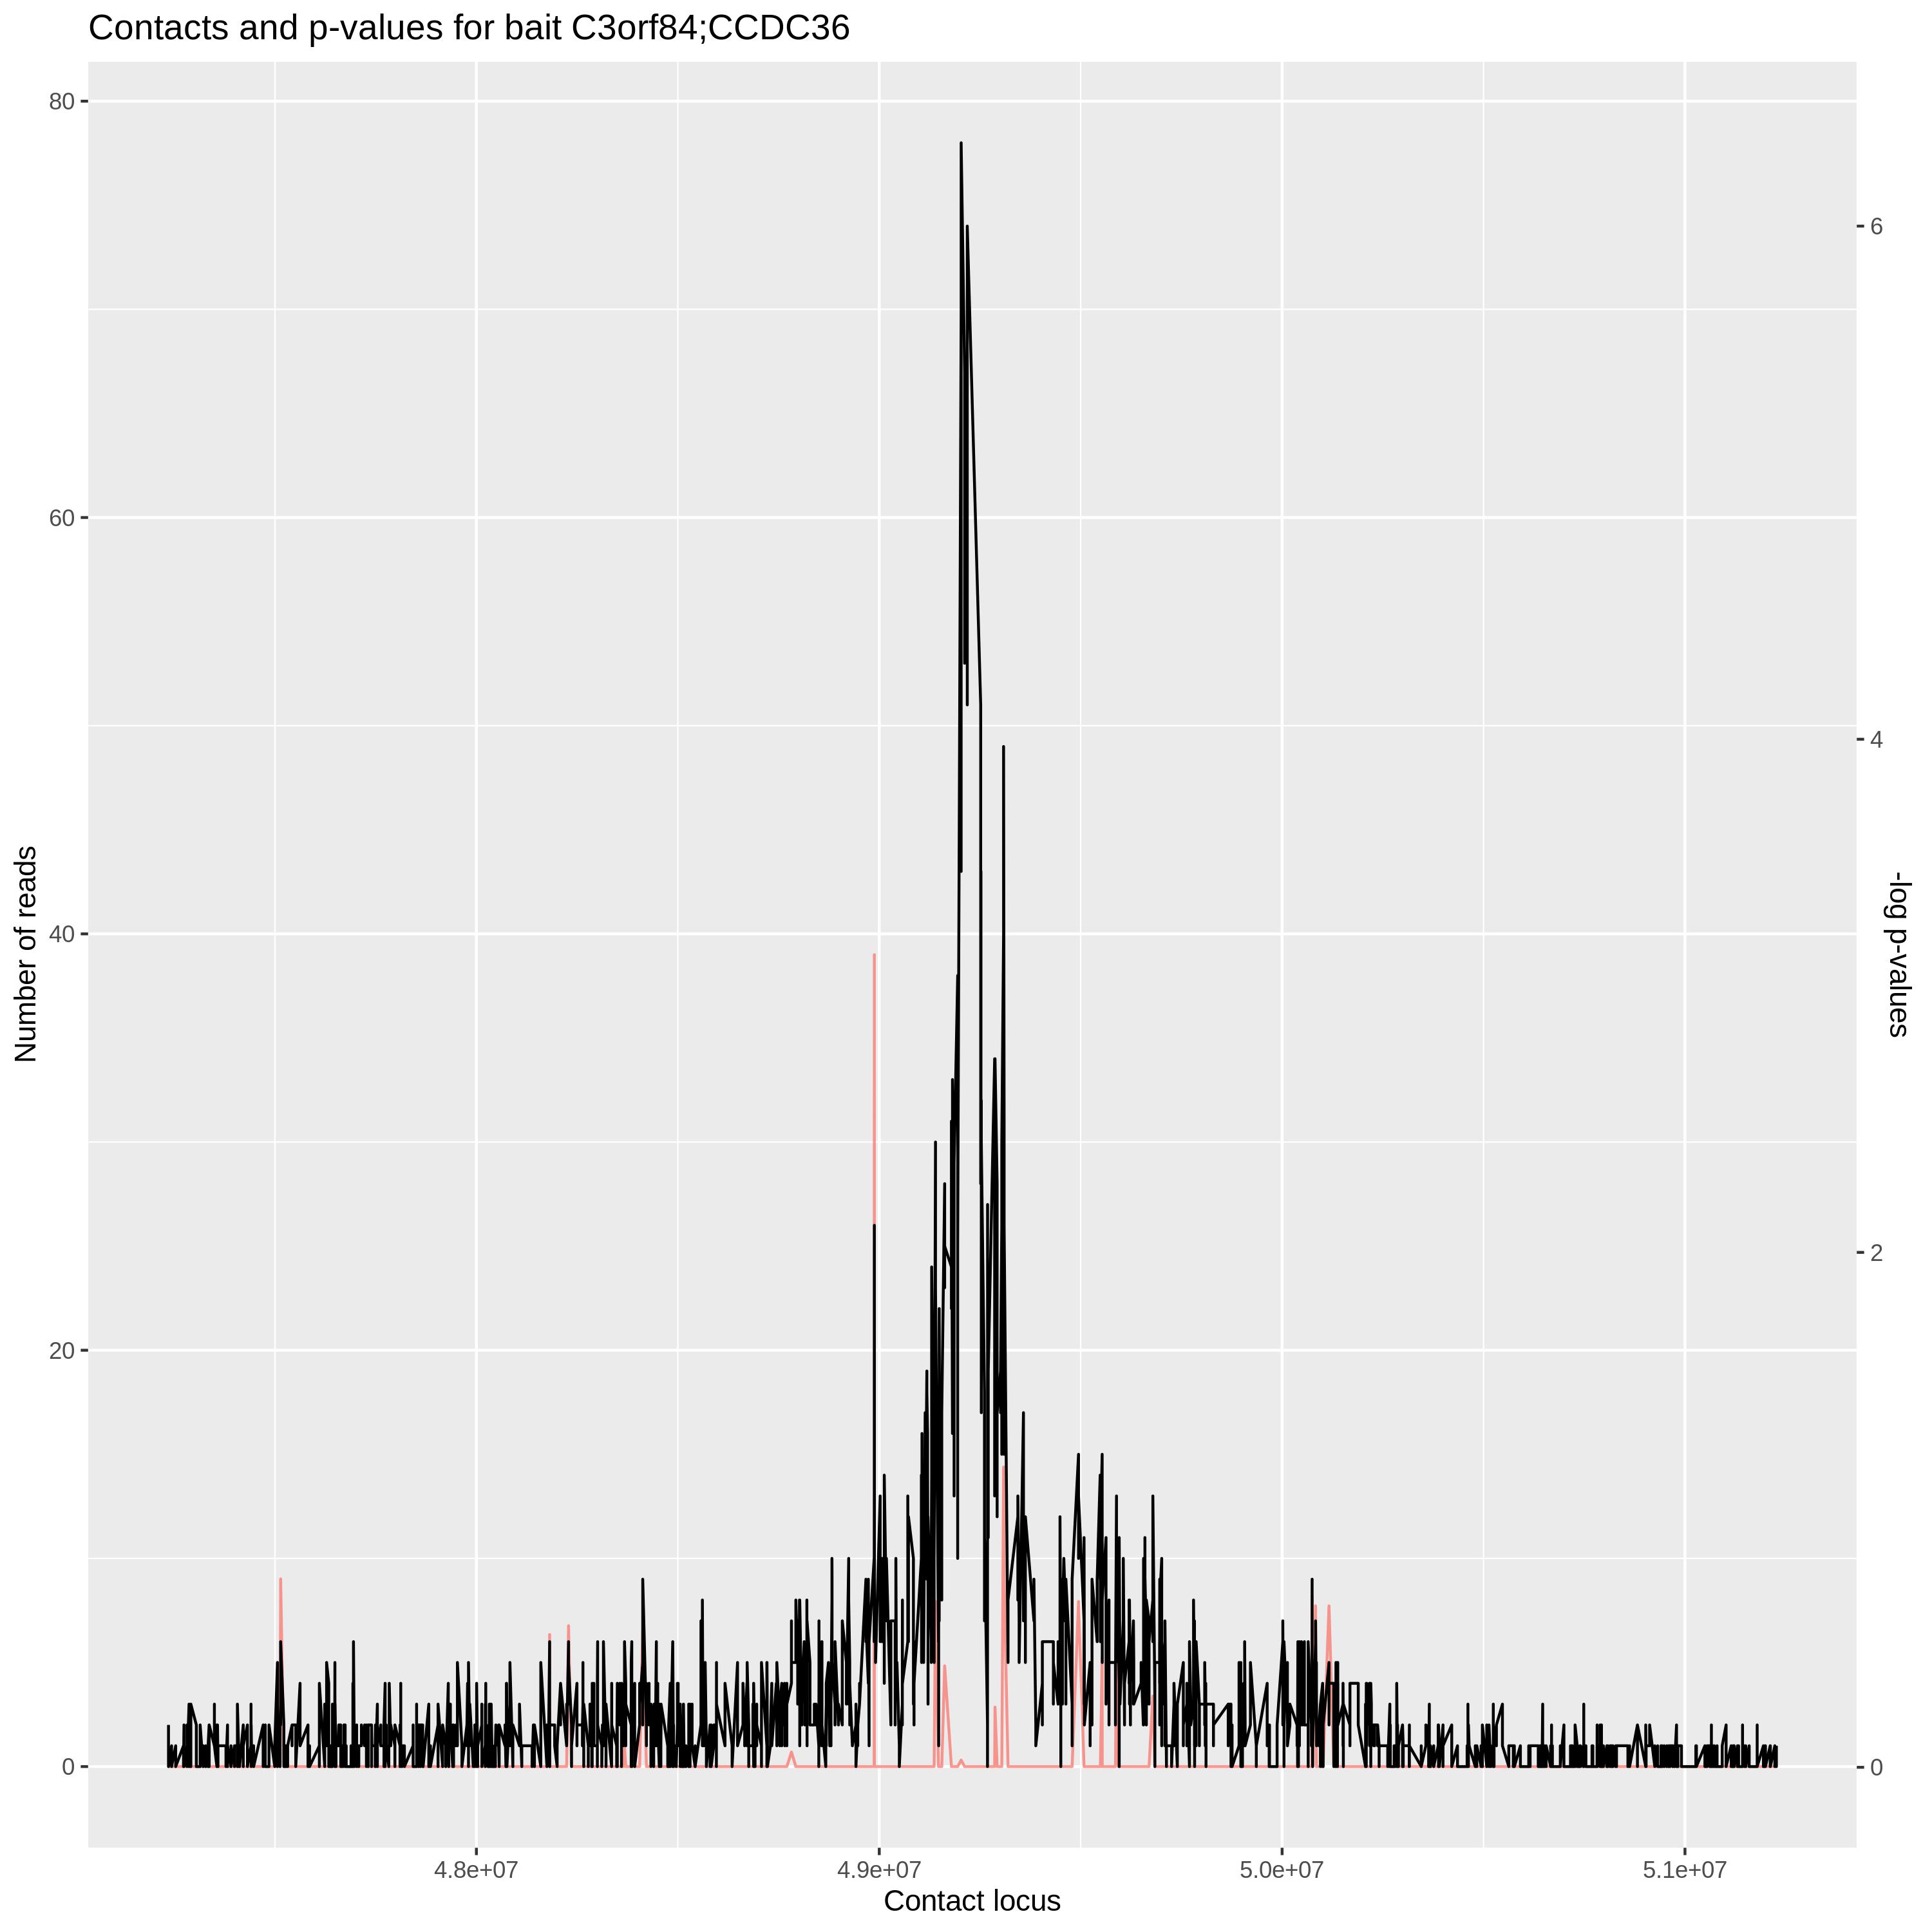 Contacts and p-values for bait C3orf84;CCDC36
80
60
40
20
0
Number of reads
6
4
2
0
-log p-values
4.8e+07
4.9e+07
5.0e+07
5.1e+07
Contact locus